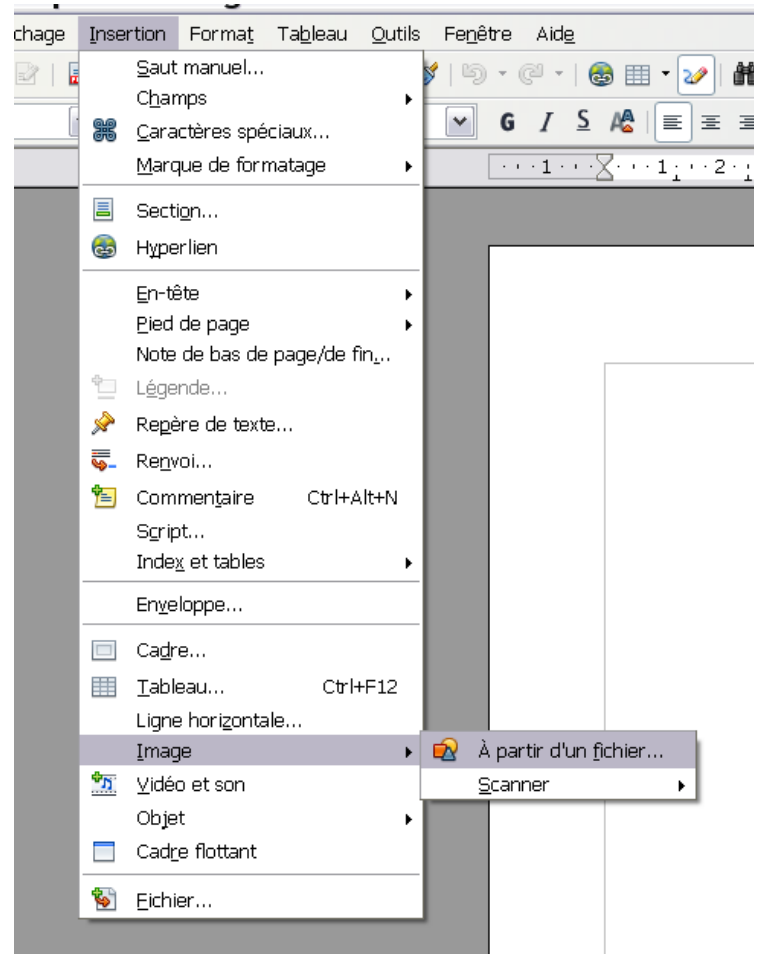 chage Insertion Format Tableau Outils Fenêtre Aide
Saut manuel...
Champs
G I S A
Caractères spéciaux...
Marque de formatage
1 1 2
Section...
Hyperlien
En-tête
Pied de page
Note de bas de page/de fin...
Légende...
Repère de texte...
Renvoi...
Commentaire Ctrl+Alt+N
Script...
Index et tables
Enveloppe...
Cadre...
Tableau... Ctrl+F12
Ligne horizontale...
Image À partir d'un fichier...
Vidéo et son Scanner
Objet
Cadre flottant
Fichier...